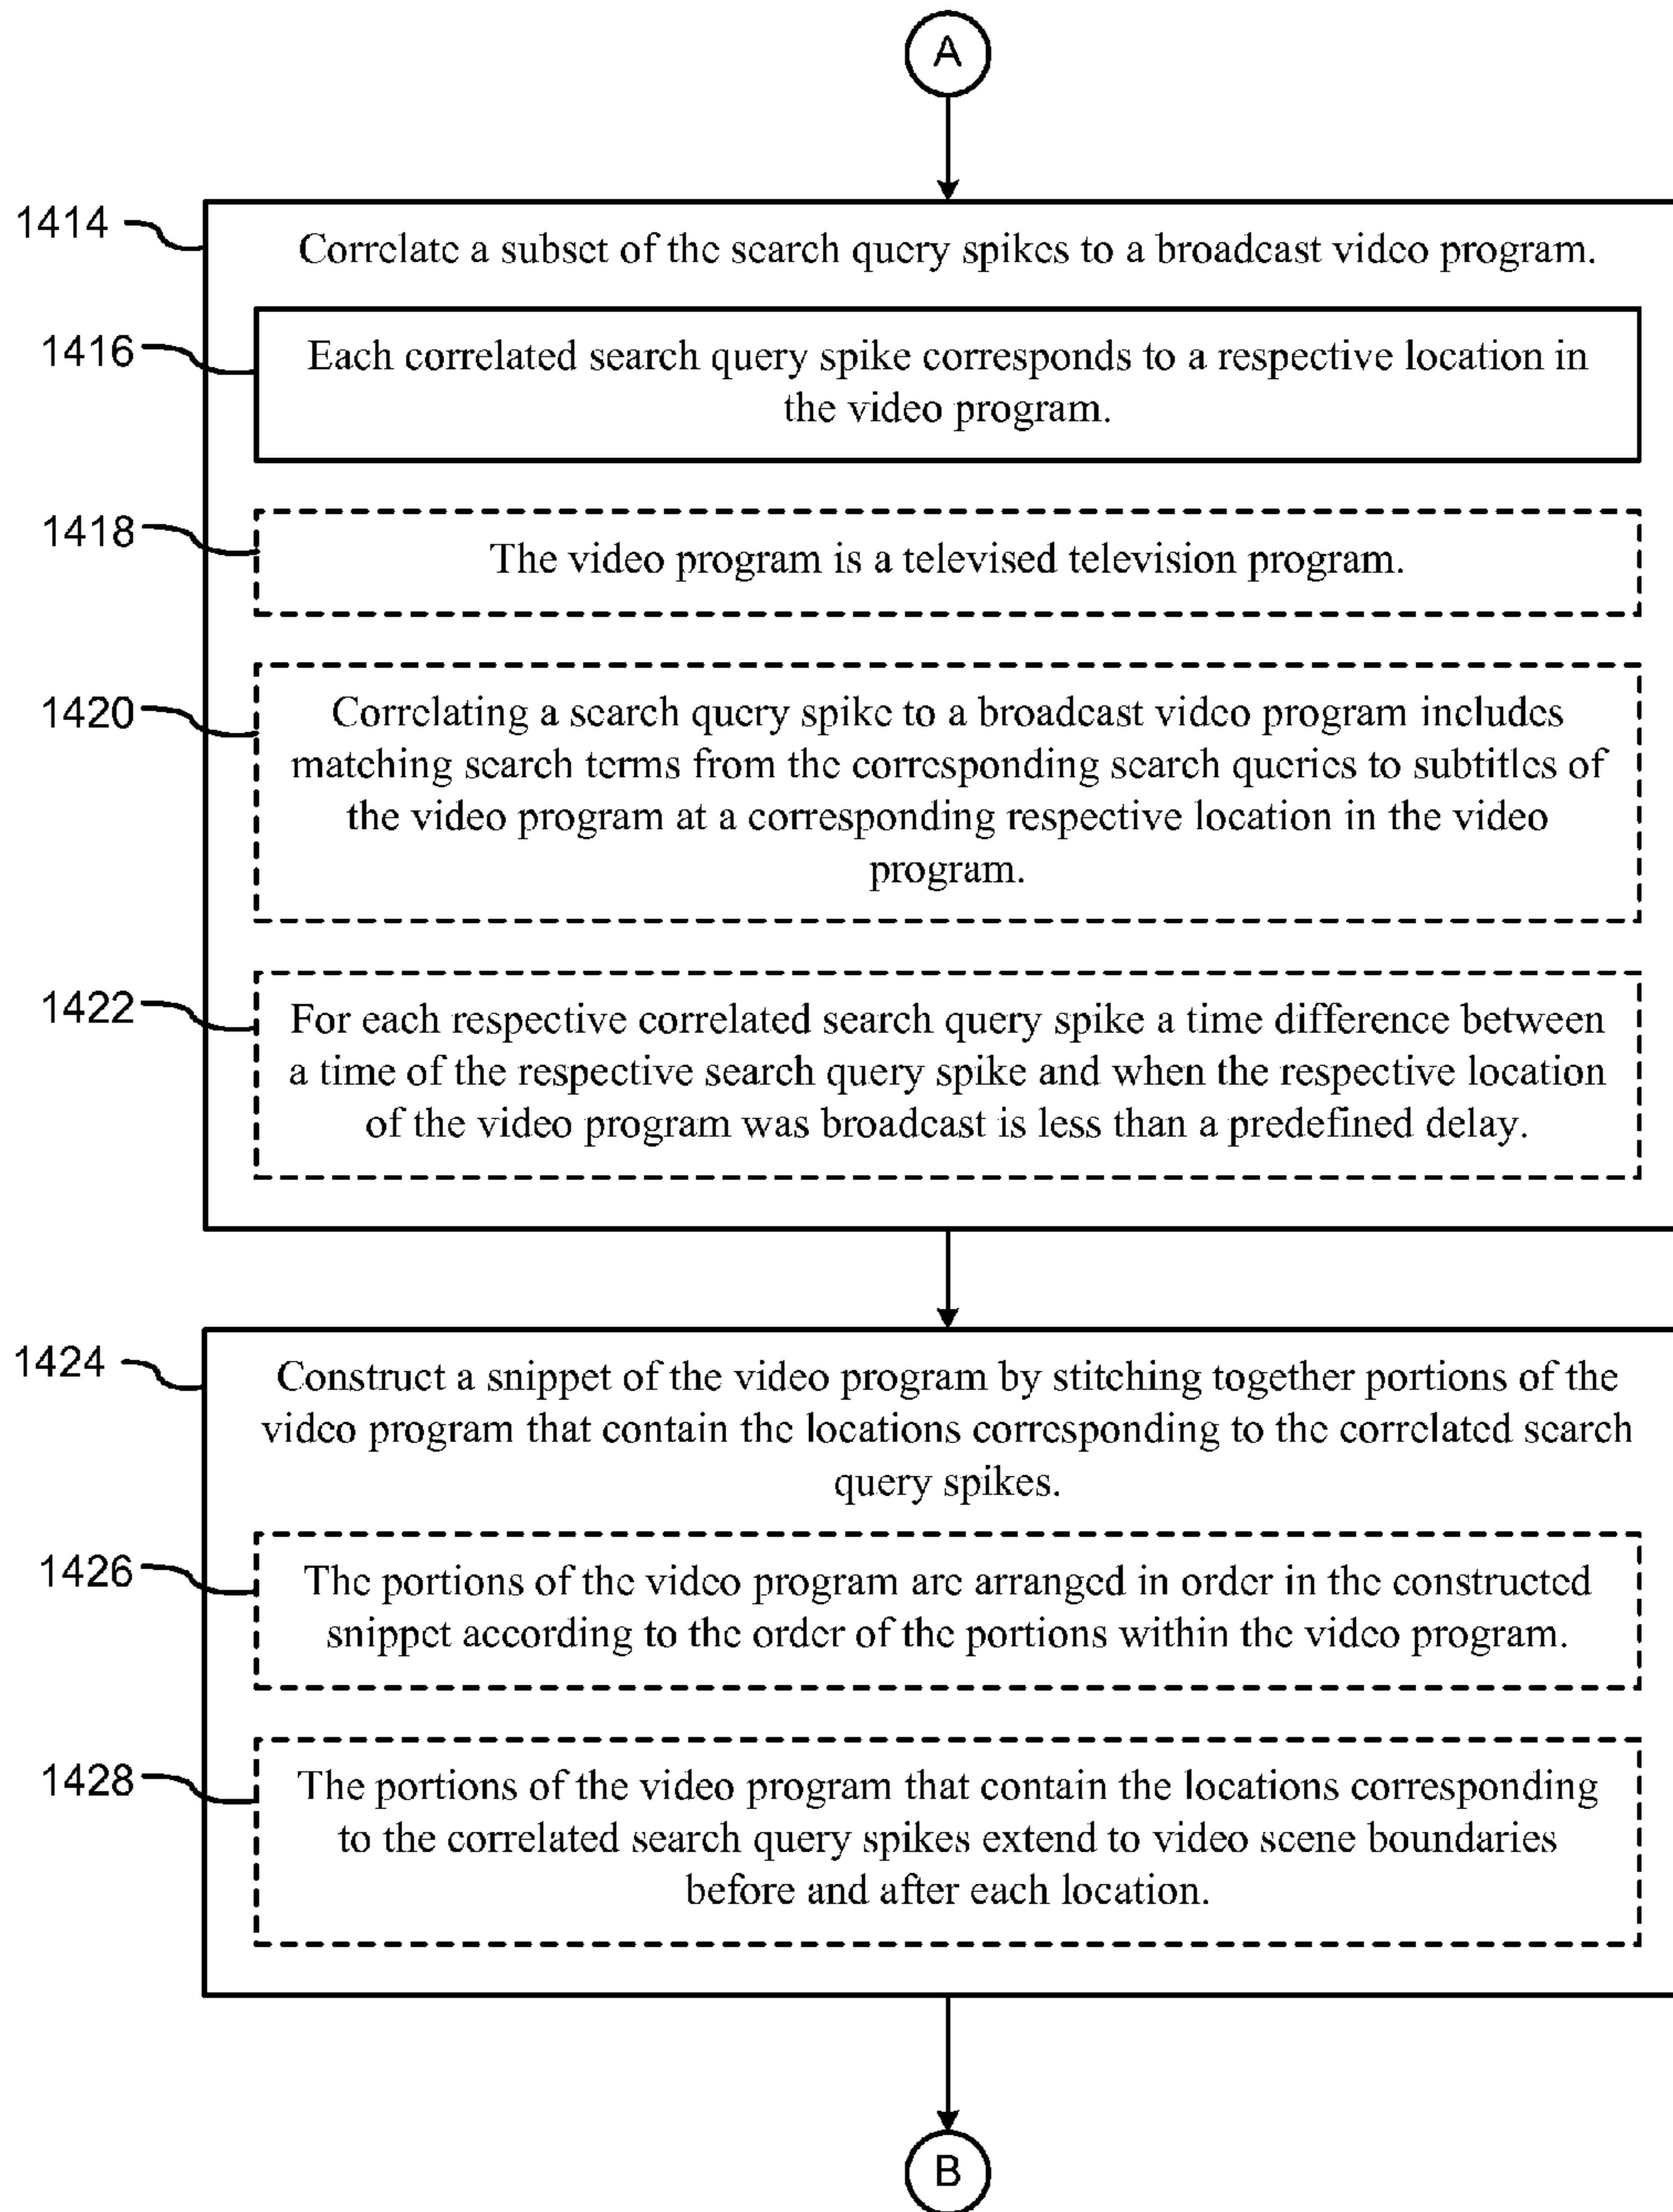 A
1414
Correlate a subset of the search query spikes to a broadcast video program.
1416
Each correlated search query spike corresponds to a respective location in
the video program.
1418
The video program is a televised television program.
1420
Correlating a search query spike to a broadcast video program includes
matching search terms from the corresponding search queries to subtitles of
the video program at a corresponding respective location in the video
program.
1422
For each respective correlated search query spike a time difference between
a time of the respective search query spike and when the respective location
of the video program was broadcast is less than a predefined delay.
1424
Construct a snippet of the video program by stitching together portions of the
video program that contain the locations corresponding to the correlated search
query spikes.
1426
The portions of the video program are arranged in order in the constructed
snippet according to the order of the portions within the video program.
1428
The portions of the video program that contain the locations corresponding
to the correlated search query spikes extend to video scene boundaries
before and after each location.
B